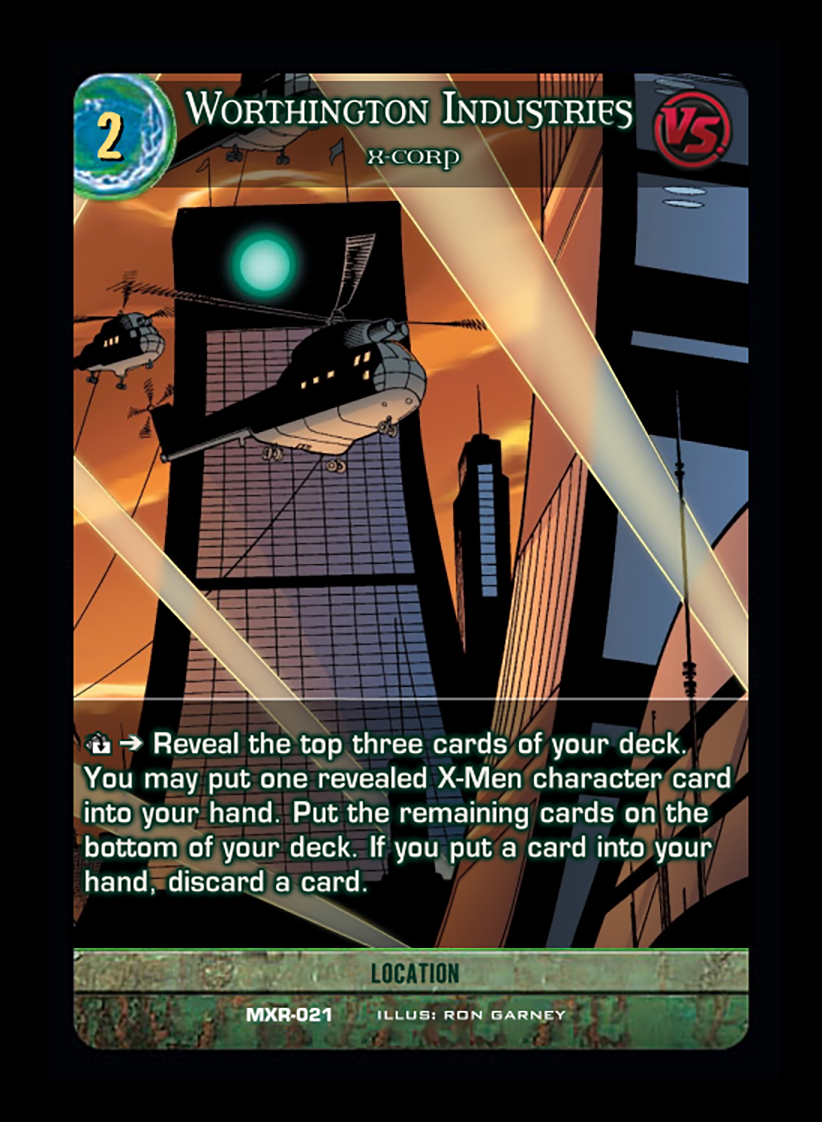 2
WORTHINGTON INDUSTRIES
VS.
X-CORP
➔ Reveal the top three cards of your deck.
You may put one revealed X-Men character card
into your hand. Put the remaining cards on the
bottom of your deck. If you put a card into your
hand, discard a card.
LOCATION
MXR-021 ILLUS: RON GARNEY